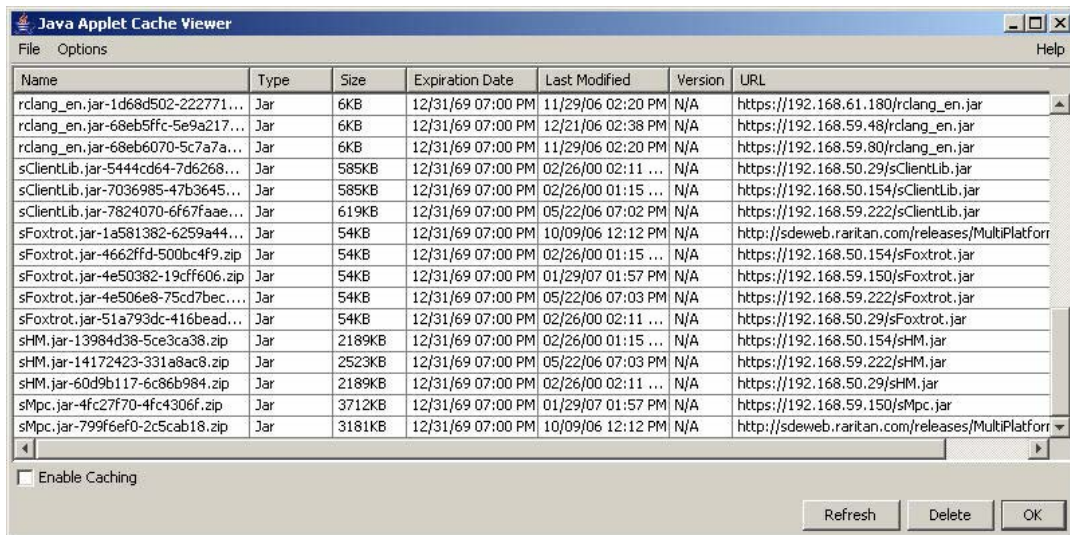 Java Applet Cache Viewer
File Options Help
Name Type Size Expiration Date Last Modified Version URL
rclang_en.jar-1d68d502-222771... Jar 6KB 12/31/69 07:00 PM 11/29/06 02:20 PM N/A https://192.168.61.180/rclang_en.jar
rclang_en.jar-68eb5ffc-5e9a217... Jar 6KB 12/31/69 07:00 PM 12/21/06 02:38 PM N/A https://192.168.59.48/rclang_en.jar
rclang_en.jar-68eb6070-5c7a7a... Jar 6KB 12/31/69 07:00 PM 11/29/06 02:20 PM N/A https://192.168.59.80/rclang_en.jar
sClientLib.jar-5444cd64-7d6268... Jar 585KB 12/31/69 07:00 PM 02/26/00 02:11 ... N/A https://192.168.50.29/sClientLib.jar
sClientLib.jar-7036985-47b3645... Jar 585KB 12/31/69 07:00 PM 02/26/00 01:15 ... N/A https://192.168.50.154/sClientLib.jar
sClientLib.jar-7824070-6f67faae... Jar 619KB 12/31/69 07:00 PM 05/22/06 07:02 PM N/A https://192.168.59.222/sClientLib.jar
sFoxtrot.jar-1a581382-6259a44... Jar 54KB 12/31/69 07:00 PM 10/09/06 12:12 PM N/A http://sdeweb.raritan.com/releases/MultiPlatforr
sFoxtrot.jar-4662ffd-500bc4f9.zip Jar 54KB 12/31/69 07:00 PM 02/26/00 01:15 ... N/A https://192.168.50.154/sFoxtrot.jar
sFoxtrot.jar-4e50382-19cff606.zip Jar 54KB 12/31/69 07:00 PM 01/29/07 01:57 PM N/A https://192.168.59.150/sFoxtrot.jar
sFoxtrot.jar-4e506e8-75cd7bec.... Jar 54KB 12/31/69 07:00 PM 05/22/06 07:03 PM N/A https://192.168.59.222/sFoxtrot.jar
sFoxtrot.jar-51a793dc-416bead... Jar 54KB 12/31/69 07:00 PM 02/26/00 02:11 ... N/A https://192.168.50.29/sFoxtrot.jar
sHM.jar-13984d38-5ce3ca38.zip Jar 2189KB 12/31/69 07:00 PM 02/26/00 01:15 ... N/A https://192.168.50.154/sHM.jar
sHM.jar-14172423-331a8ac8.zip Jar 2523KB 12/31/69 07:00 PM 05/22/06 07:03 PM N/A https://192.168.59.222/sHM.jar
sHM.jar-60d9b117-6c86b984.zip Jar 2189KB 12/31/69 07:00 PM 02/26/00 02:11 ... N/A https://192.168.50.29/sHM.jar
sMpc.jar-4fc27f70-4fc4306f.zip Jar 3712KB 12/31/69 07:00 PM 01/29/07 01:57 PM N/A https://192.168.59.150/sMpc.jar
sMpc.jar-799f6ef0-2c5cab18.zip Jar 3181KB 12/31/69 07:00 PM 10/09/06 12:12 PM N/A http://sdeweb.raritan.com/releases/MultiPlatforr
Enable Caching
Refresh Delete OK